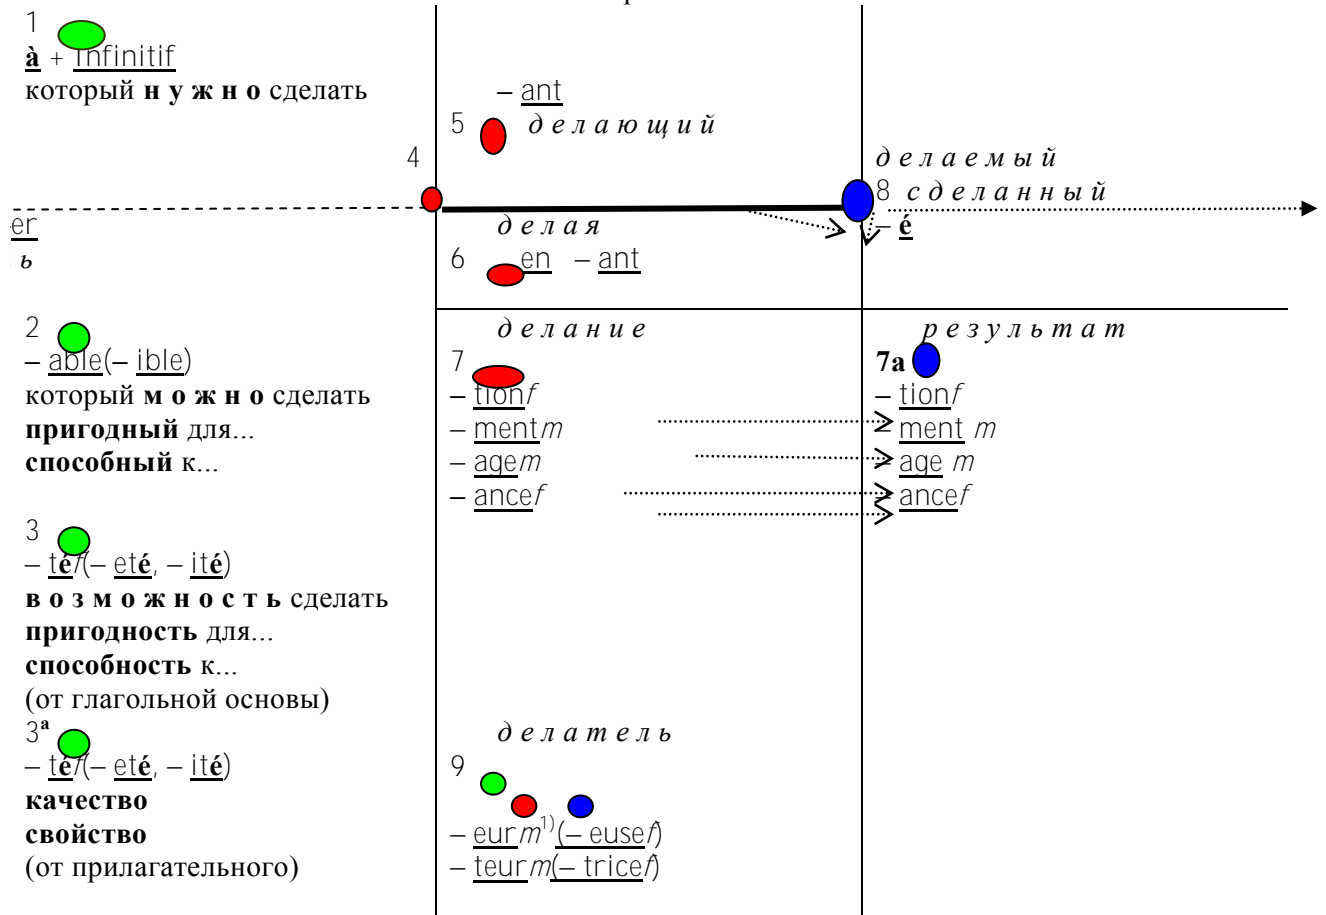 1
à + Infinitif
который н у ж н о сделать
– ant
5 д е л а ю щ и й
4
д е л а е м ы й
8 с д е л а н н ы й
– é
er
ь
д е л а я
6 en – ant
2
– able(– ible)
который м о ж н о сделать
пригодный для...
способный к...
3
– té f(– eté, – ité)
в о з м о ж н о с т ь сделать
пригодность для...
способность к...
(от глагольной основы)
3ª
– té f(– eté, – ité)
качество
свойство
(от прилагательного)
д е л а н и е
7
– tion f
– ment m
– age m
– ance f
р е з у л ь т а т
7а
– tion f
– ment m
– age m
– ance f
д е л а т е л ь
9
– eur m¹⁾(– euse f)
– teur m(– trice f)